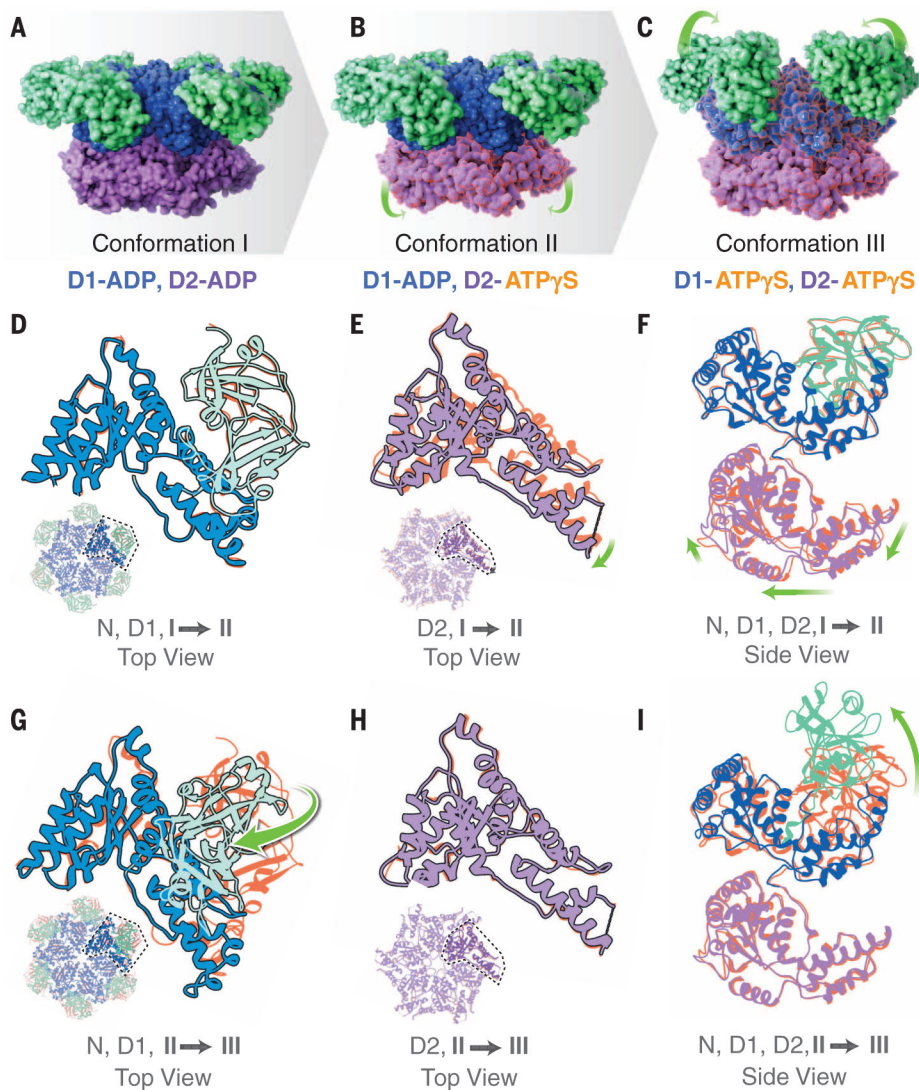 A
B
C
Conformation I
Conformation II
Conformation III
D1-ADP, D2-ADP
D1-ADP, D2-ATPγS
D1-ATPγS, D2-ATPγS
D
E
F
N, D1, I → II
Top View
D2, I → II
Top View
N, D1, D2, I → II
Side View
G
H
I
N, D1, II → III
Top View
D2, II → III
Top View
N, D1, D2, II → III
Side View